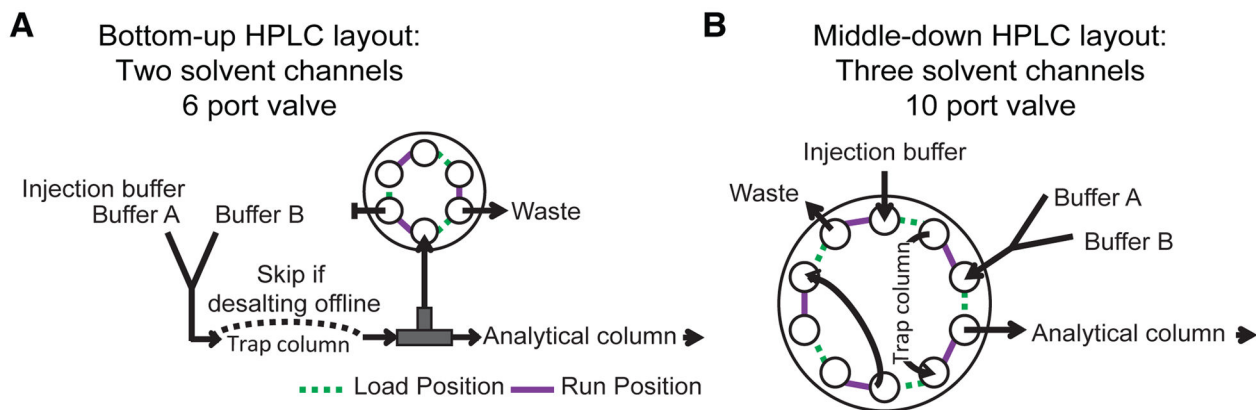 A
Bottom-up HPLC layout:
Two solvent channels
6 port valve
Injection buffer
Buffer A
Buffer B
Waste
Skip if
desalting offline
Trap column
Analytical column
Load Position
Run Position
B
Middle-down HPLC layout:
Three solvent channels
10 port valve
Injection buffer
Waste
Buffer A
Buffer B
Trap column
Analytical column